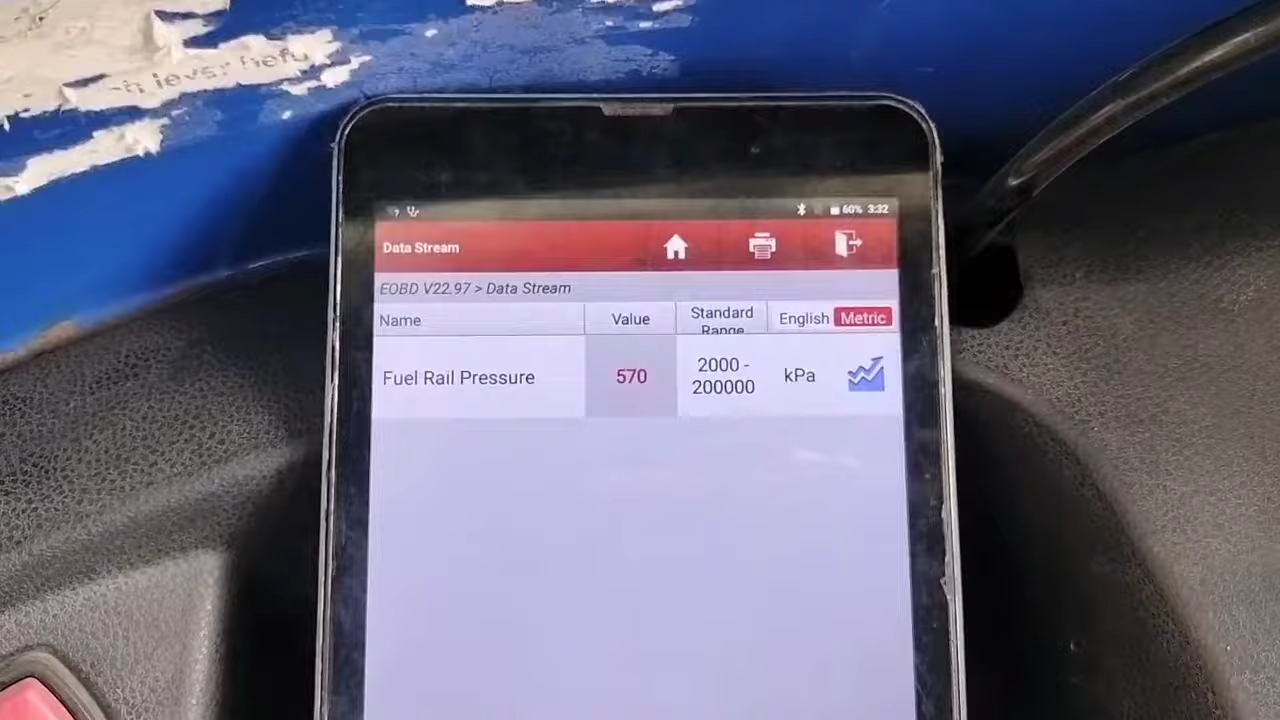 60% 3:32
Data Stream
EOBD V22.97 > Data Stream
Name Value Standard Range English Metric
Fuel Rail Pressure 570 2000 - 200000 kPa